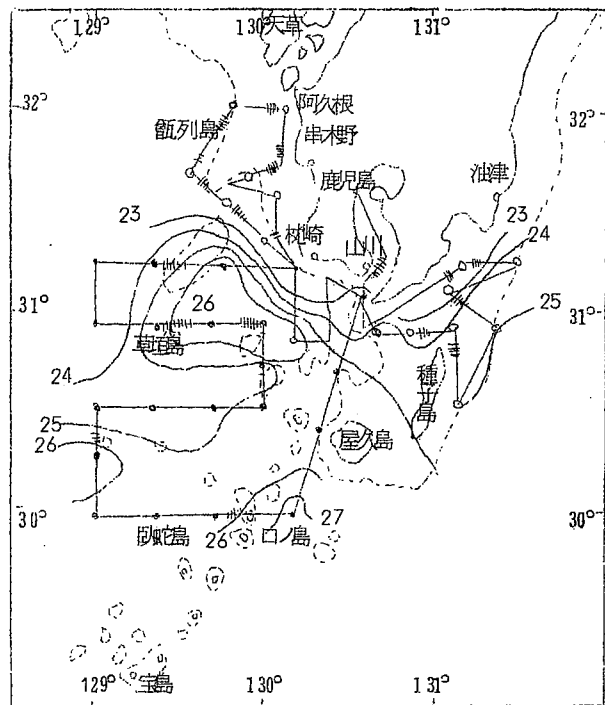 129° 130° 131°
天草
32° 阿久根 32°
串木野
甑列島
鹿児島 油津
23 枕崎 山川 23
24
26
31° 31°
25
草垣島
24 種子島
25
屋久島
26
30° 27 30°
臥蛇島 26 口ノ島
宝島
129° 130° 131°